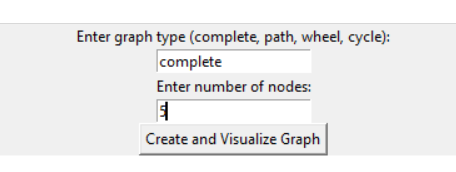 Enter graph type (complete, path, wheel, cycle):
complete
Enter number of nodes:
5
Create and Visualize Graph